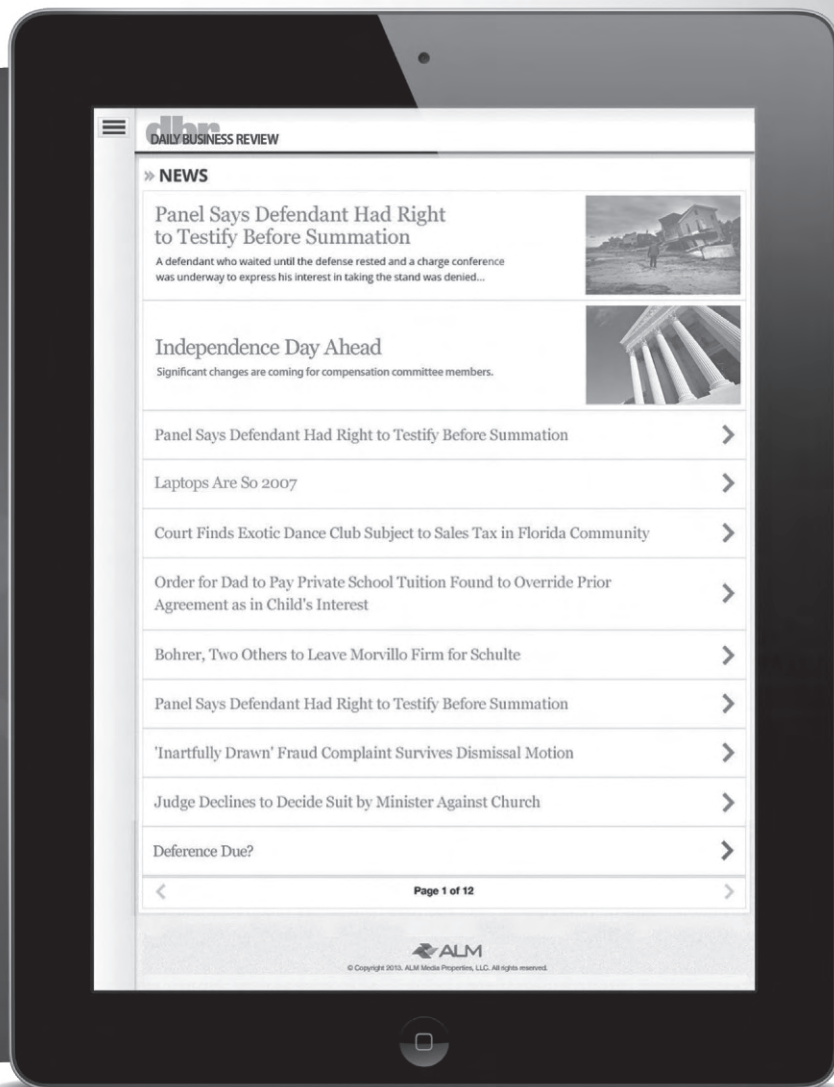 dbr
DAILY BUSINESS REVIEW
» NEWS
Panel Says Defendant Had Right
to Testify Before Summation
A defendant who waited until the defense rested and a charge conference
was underway to express his interest in taking the stand was denied...
Independence Day Ahead
Significant changes are coming for compensation committee members.
Panel Says Defendant Had Right to Testify Before Summation
Laptops Are So 2007
Court Finds Exotic Dance Club Subject to Sales Tax in Florida Community
Order for Dad to Pay Private School Tuition Found to Override Prior
Agreement as in Child's Interest
Bohrer, Two Others to Leave Morvillo Firm for Schulte
Panel Says Defendant Had Right to Testify Before Summation
'Inartfully Drawn' Fraud Complaint Survives Dismissal Motion
Judge Declines to Decide Suit by Minister Against Church
Deference Due?
Page 1 of 12
ALM
© Copyright 2013. ALM Media Properties, LLC. All rights reserved.